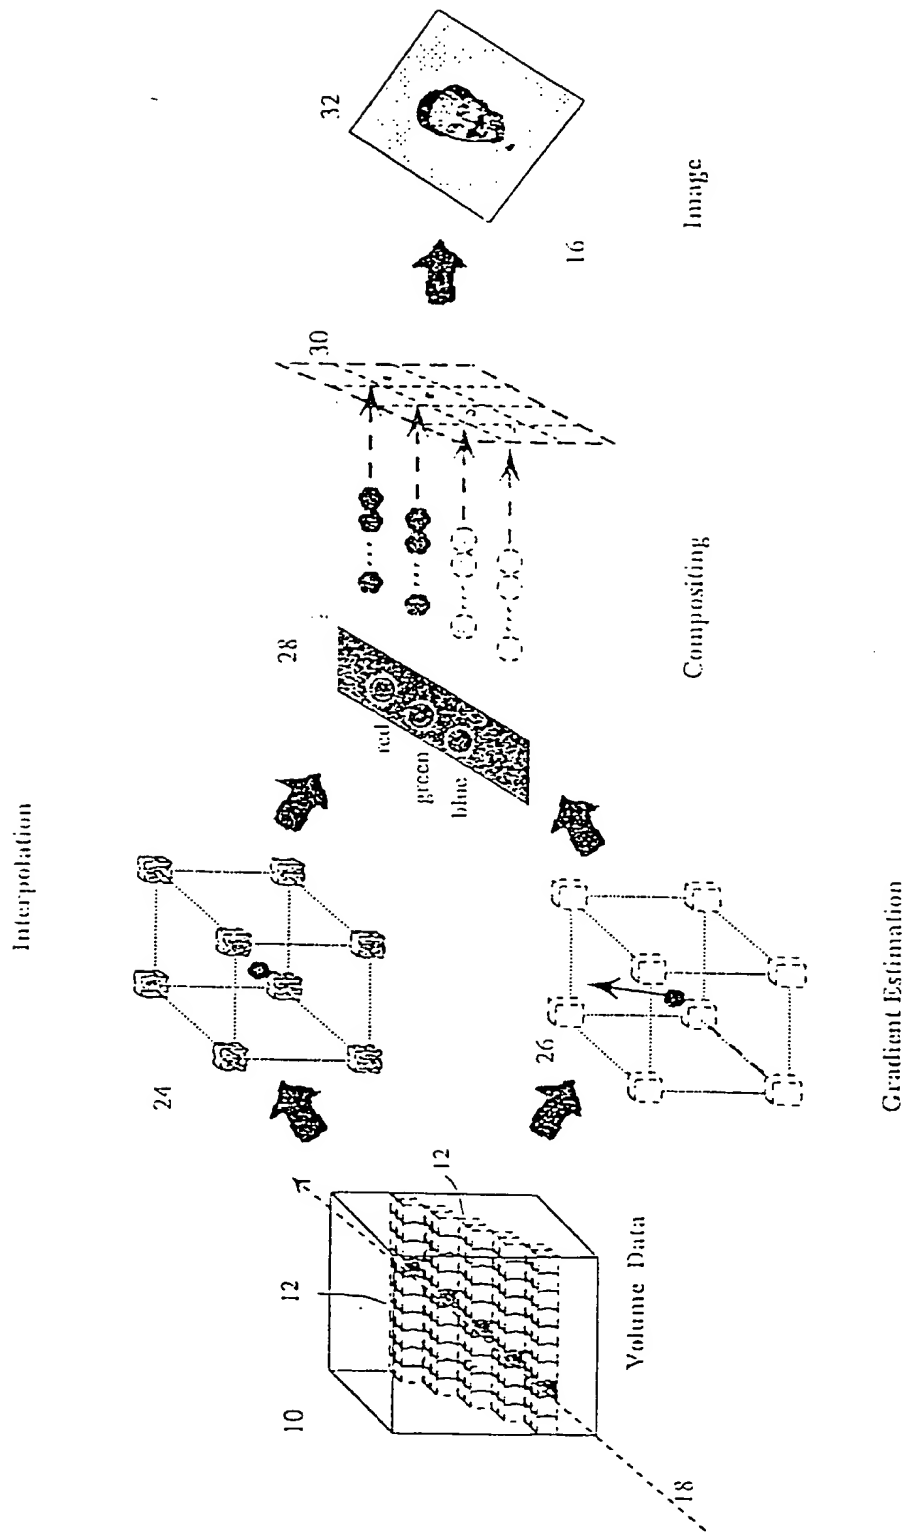 Interpolation
24
28
red
green
blue
30
32
16
10
12
12
18
26
Volume Data
Compositing
Image
Gradient Estimation